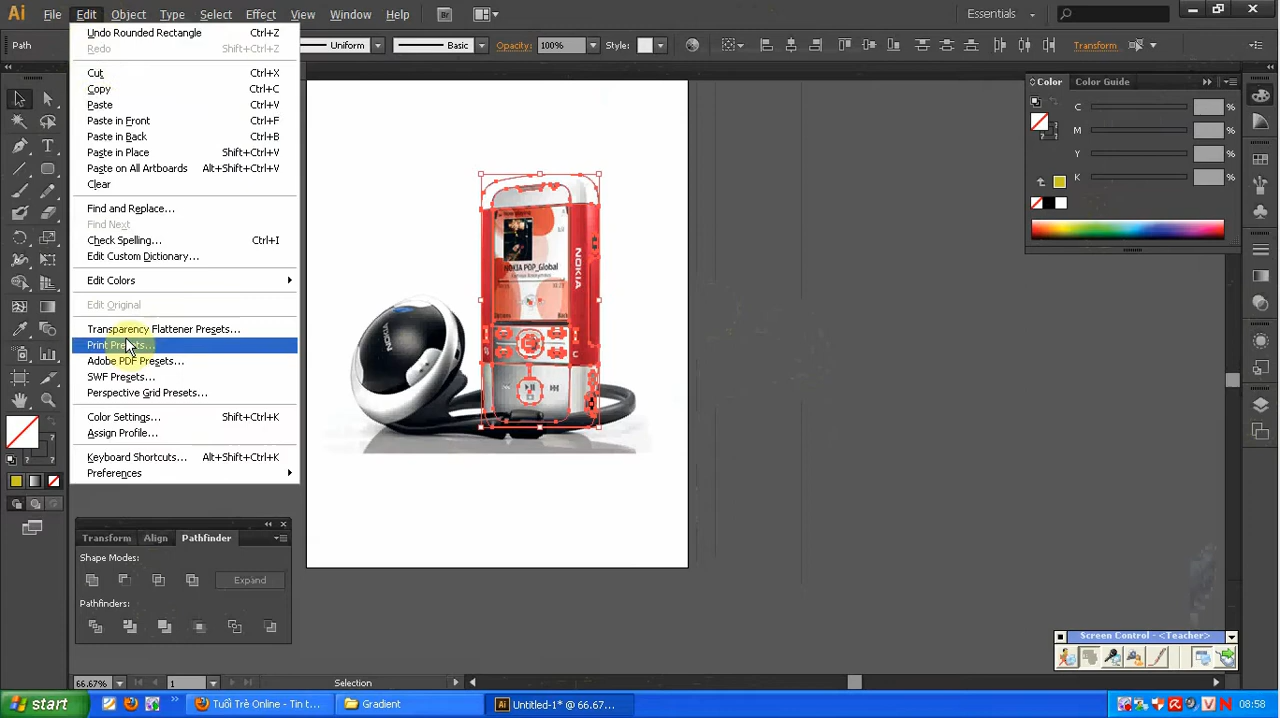 Ai File Edit Object Type Select Effect View Window Help Br Essentials
Path Uniform Basic Opacity: 100% Style: Transform
Undo Rounded Rectangle Ctrl+Z
Redo Shift+Ctrl+Z
Cut Ctrl+X
Copy Ctrl+C
Paste Ctrl+V
Paste in Front Ctrl+F
Paste in Back Ctrl+B
Paste in Place Shift+Ctrl+V
Paste on All Artboards Alt+Shift+Ctrl+V
Clear
Find and Replace...
Find Next
Check Spelling... Ctrl+I
Edit Custom Dictionary...
Edit Colors
Edit Original
Transparency Flattener Presets...
Print Presets...
Adobe PDF Presets...
SWF Presets...
Perspective Grid Presets...
Color Settings... Shift+Ctrl+K
Assign Profile...
Keyboard Shortcuts... Alt+Shift+Ctrl+K
Preferences
Color Color Guide
C %
M %
Y %
K %
NOKIA POP_Global
Options
NOKIA
NOKIA
Transform Align Pathfinder
Shape Modes:
Expand
Pathfinders:
Screen Control - <Teacher>
66.67% 1 Selection
start Tuổi Trẻ Online - Tin t... Gradient Ai Untitled-1* @ 66.67... V N 08:58